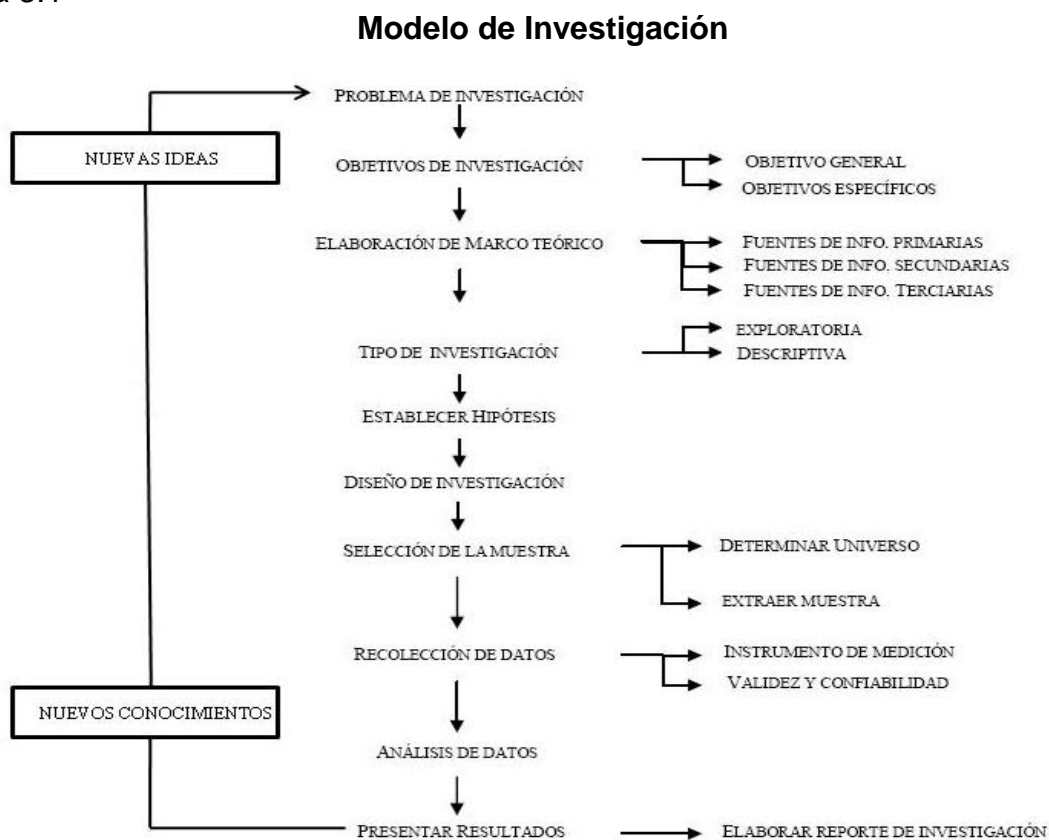 Modelo de Investigación
PROBLEMA DE INVESTIGACIÓN
NUEVAS IDEAS
OBJETIVOS DE INVESTIGACIÓN
OBJETIVO GENERAL
OBJETIVOS ESPECÍFICOS
ELABORACIÓN DE MARCO TEÓRICO
FUENTES DE INFO. PRIMARIAS
FUENTES DE INFO. SECUNDARIAS
FUENTES DE INFO. TERCIARIAS
TIPO DE INVESTIGACIÓN
EXPLORATORIA
DESCRIPTIVA
ESTABLECER HIPÓTESIS
DISEÑO DE INVESTIGACIÓN
SELECCIÓN DE LA MUESTRA
DETERMINAR UNIVERSO
EXTRAER MUESTRA
RECOLECCIÓN DE DATOS
INSTRUMENTO DE MEDICIÓN
VALIDEZ Y CONFIABILIDAD
NUEVOS CONOCIMIENTOS
ANÁLISIS DE DATOS
PRESENTAR RESULTADOS
ELABORAR REPORTE DE INVESTIGACIÓN